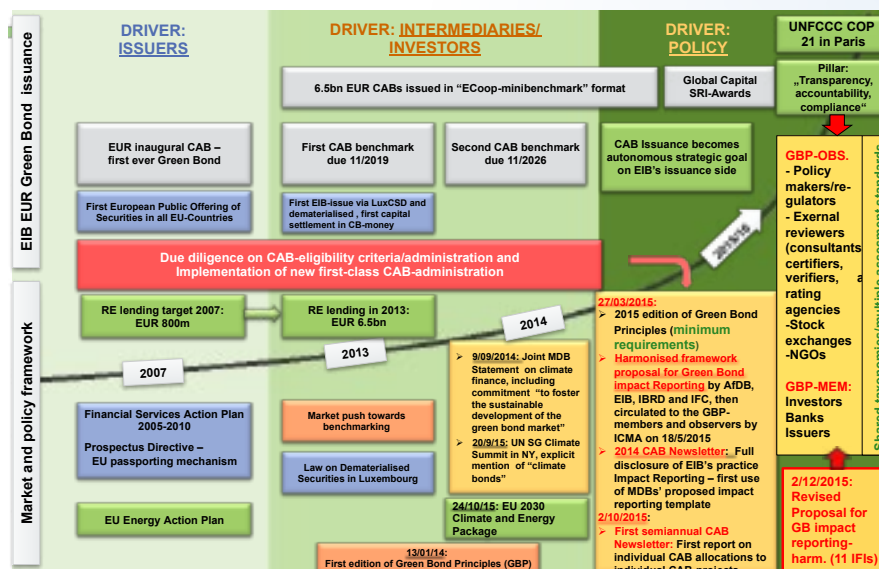 DRIVER:
ISSUERS
DRIVER: INTERMEDIARIES/
INVESTORS
DRIVER:
POLICY
UNFCCC COP
21 in Paris
EIB EUR Green Bond issuance
6.5bn EUR CABs issued in “ECoop-minibenchmark” format
Global Capital
SRI-Awards
Pillar:
„Transparency,
accountability,
compliance“
EUR inaugural CAB –
first ever Green Bond
First CAB benchmark
due 11/2019
Second CAB benchmark
due 11/2026
CAB Issuance becomes
autonomous strategic goal
on EIB’s issuance side
First European Public Offering of
Securities in all EU-Countries
First EIB-issue via LuxCSD and
dematerialised , first capital
settlement in CB-money
Due diligence on CAB-eligibility criteria/administration and
Implementation of new first-class CAB-administration
2015/16
GBP-OBS.
- Policy
makers/re-
gulators
- Exernal
reviewers
(consultants
certifiers,
verifiers,
rating
agencies
-Stock
exchanges
-NGOs
GBP-MEM:
Investors
Banks
Issuers
Shared taxonomies/multiple assessment standards
Market and policy framework
RE lending target 2007:
EUR 800m
RE lending in 2013:
EUR 6.5bn
2007
2013
2014
Financial Services Action Plan
2005-2010
Prospectus Directive –
EU passporting mechanism
EU Energy Action Plan
Market push towards
benchmarking
Law on Dematerialised
Securities in Luxembourg
13/01/14:
First edition of Green Bond Principles (GBP)
➢ 9/09/2014: Joint MDB
Statement on climate
finance, including
commitment “to foster
the sustainable
development of the
green bond market”
➢ 20/9/15: UN SG Climate
Summit in NY, explicit
mention of “climate
bonds”
24/10/15: EU 2030
Climate and Energy
Package
27/03/2015:
➢ 2015 edition of Green Bond
Principles (minimum
requirements)
➢ Harmonised framework
proposal for Green Bond
impact Reporting by AfDB,
EIB, IBRD and IFC, then
circulated to the GBP-
members and observers by
ICMA on 18/5/2015
➢ 2014 CAB Newsletter: Full
disclosure of EIB’s practice
Impact Reporting – first use
of MDBs’ proposed impact
reporting template
2/10/2015:
➢ First semiannual CAB
Newsletter: First report on
individual CAB allocations to
individual CAB projects
2/12/2015:
Revised
Proposal for
GB impact
reporting-
harm. (11 IFIs)